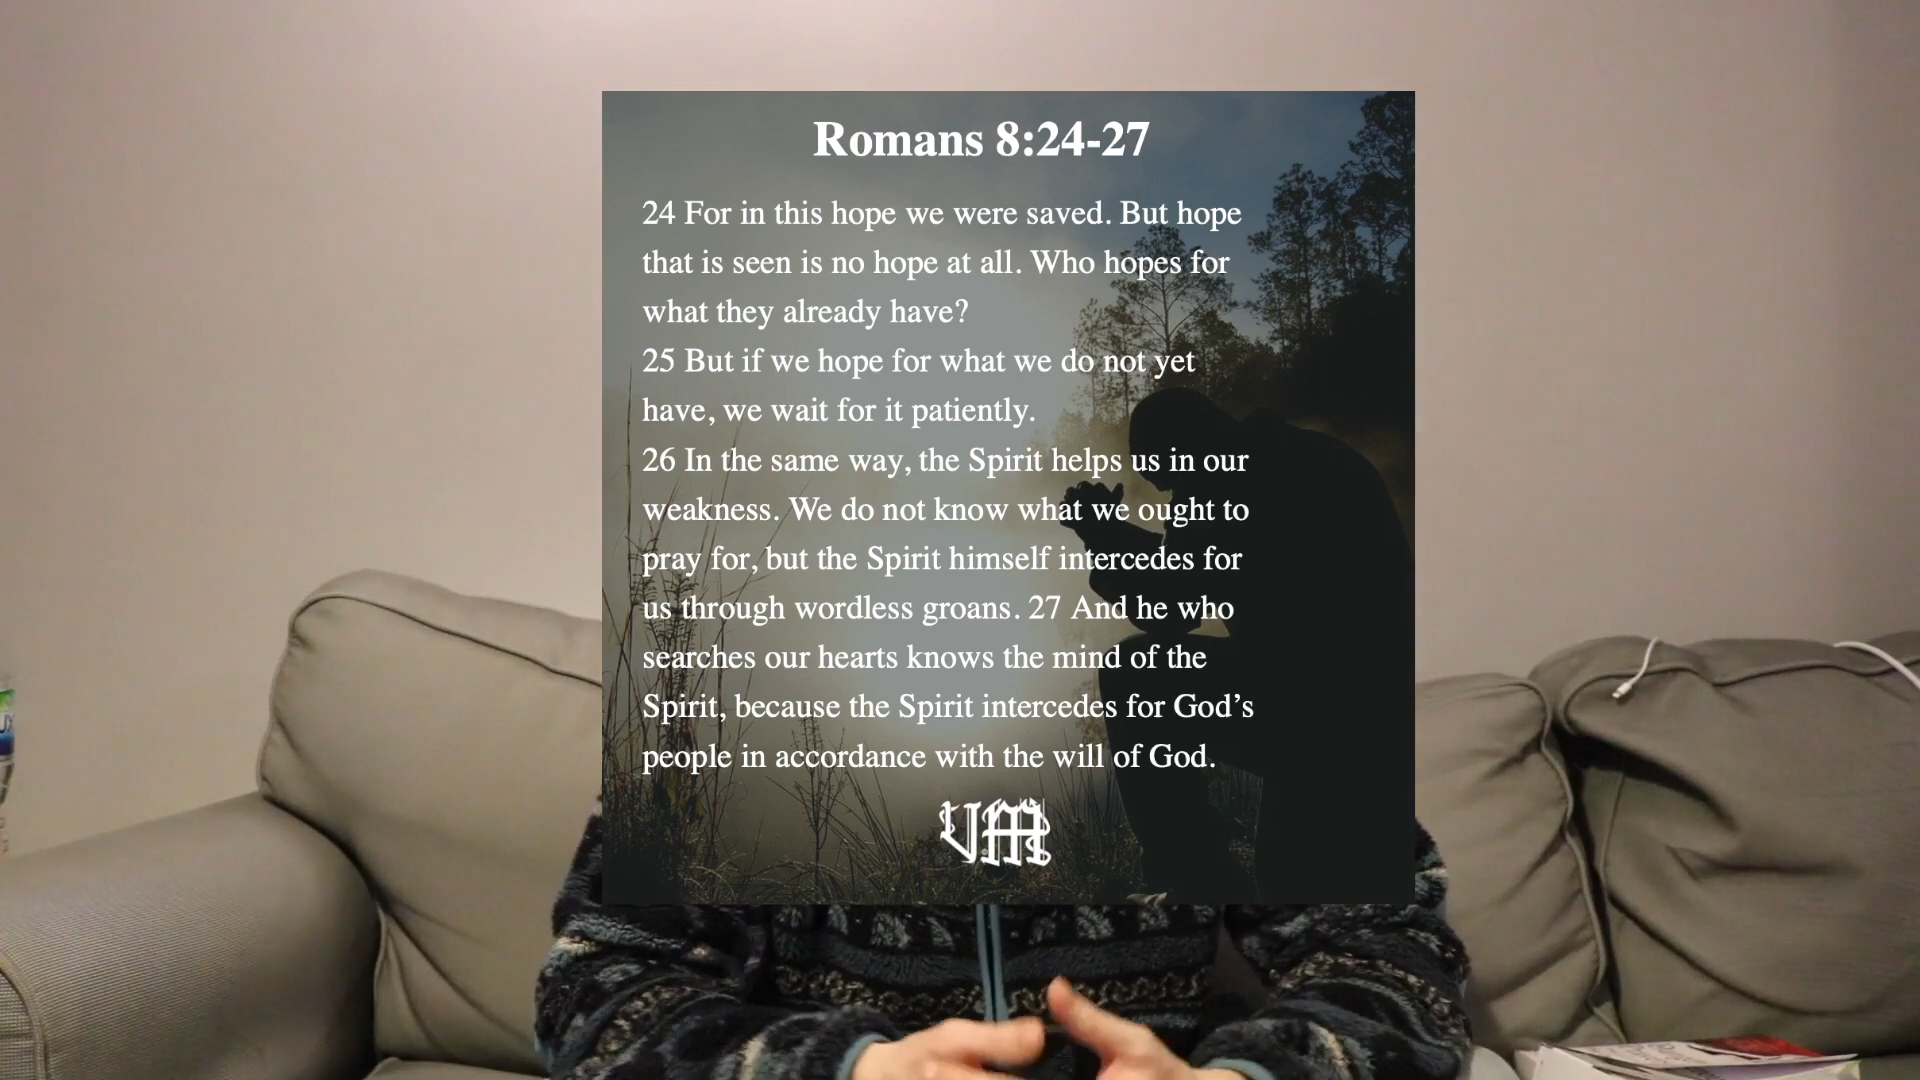 Romans 8:24-27
24 For in this hope we were saved. But hope
that is seen is no hope at all. Who hopes for
what they already have?
25 But if we hope for what we do not yet
have, we wait for it patiently.
26 In the same way, the Spirit helps us in our
weakness. We do not know what we ought to
pray for, but the Spirit himself intercedes for
us through wordless groans. 27 And he who
searches our hearts knows the mind of the
Spirit, because the Spirit intercedes for God’s
people in accordance with the will of God.
VM